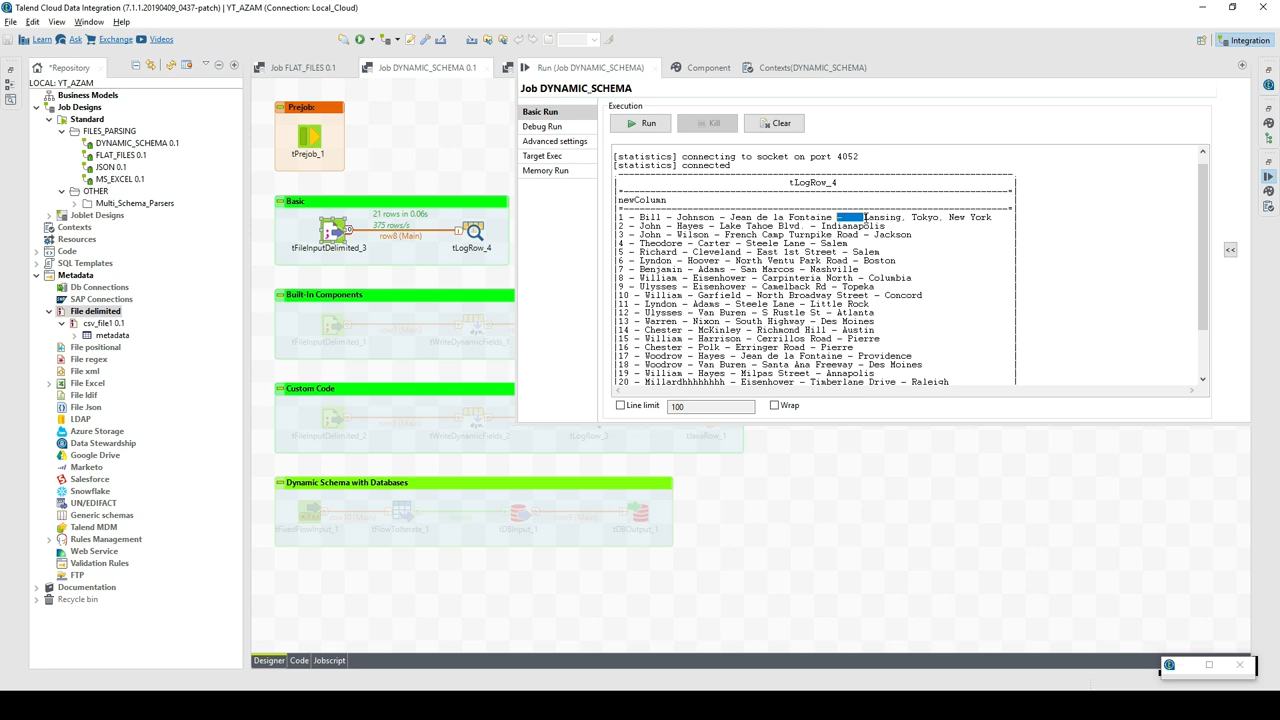 Talend Cloud Data Integration (7.1.1.20190409_0437-patch) | YT_AZAM (Connection: Local_Cloud)
File Edit View Window Help
Learn Ask Exchange Videos
Integration
*Repository
LOCAL: YT_AZAM
Business Models
Job Designs
Standard
FILES_PARSING
DYNAMIC_SCHEMA 0.1
FLAT_FILES 0.1
JSON 0.1
MS_EXCEL 0.1
OTHER
Multi_Schema_Parsers
Joblet Designs
Contexts
Resources
Code
SQL Templates
Metadata
Db Connections
SAP Connections
File delimited
csv_file1 0.1
metadata
File positional
File regex
File xml
File Excel
File ldif
File Json
LDAP
Azure Storage
Data Stewardship
Google Drive
Marketo
Salesforce
Snowflake
UN/EDIFACT
Generic schemas
Talend MDM
Rules Management
Web Service
Validation Rules
FTP
Documentation
Recycle bin
Job FLAT_FILES 0.1
Job DYNAMIC_SCHEMA 0.1
Prejob:
tPrejob_1
Basic
21 rows in 0.06s
375 rows/s
row8 (Main)
tFileInputDelimited_3
tLogRow_4
Built-In Components
row1 (Main)
tFileInputDelimited_1
tWriteDynamicFields_1
Custom Code
tFileInputDelimited_2
tWriteDynamicFields_2
tLogRow_3
tJavaRow_1
Dynamic Schema with Databases
tFixedFlowInput_1
tFlowToIterate_1
tDBInput_1
tDBOutput_1
Designer Code Jobscript
Run (Job DYNAMIC_SCHEMA)
Component
Contexts(DYNAMIC_SCHEMA)
Job DYNAMIC_SCHEMA
Basic Run
Debug Run
Advanced settings
Target Exec
Memory Run
Execution
Run
Kill
Clear
[statistics] connecting to socket on port 4052
[statistics] connected
tLogRow_4
newColumn
1 - Bill - Johnson - Jean de la Fontaine - Lansing, Tokyo, New York
2 - John - Hayes - Lake Tahoe Blvd. - Indianapolis
3 - John - Wilson - French Camp Turnpike Road - Jackson
4 - Theodore - Carter - Steele Lane - Salem
5 - Richard - Cleveland - East 1st Street - Salem
6 - Lyndon - Hoover - North Ventu Park Road - Boston
7 - Benjamin - Adams - San Marcos - Nashville
8 - William - Eisenhower - Carpinteria North - Columbia
9 - Ulysses - Eisenhower - Camelback Rd - Topeka
10 - William - Garfield - North Broadway Street - Concord
11 - Lyndon - Adams - Steele Lane - Little Rock
12 - Ulysses - Van Buren - S Rustle St - Atlanta
13 - Warren - Nixon - South Highway - Des Moines
14 - Chester - McKinley - Richmond Hill - Austin
15 - William - Harrison - Cerrillos Road - Pierre
16 - Chester - Polk - Erringer Road - Pierre
17 - Woodrow - Hayes - Jean de la Fontaine - Providence
18 - Woodrow - Van Buren - Santa Ana Freeway - Des Moines
19 - William - Hayes - Milpas Street - Annapolis
20 - Millardhhhhhhh - Eisenhower - Timberlane Drive - Raleigh
Line limit
100
Wrap
<<